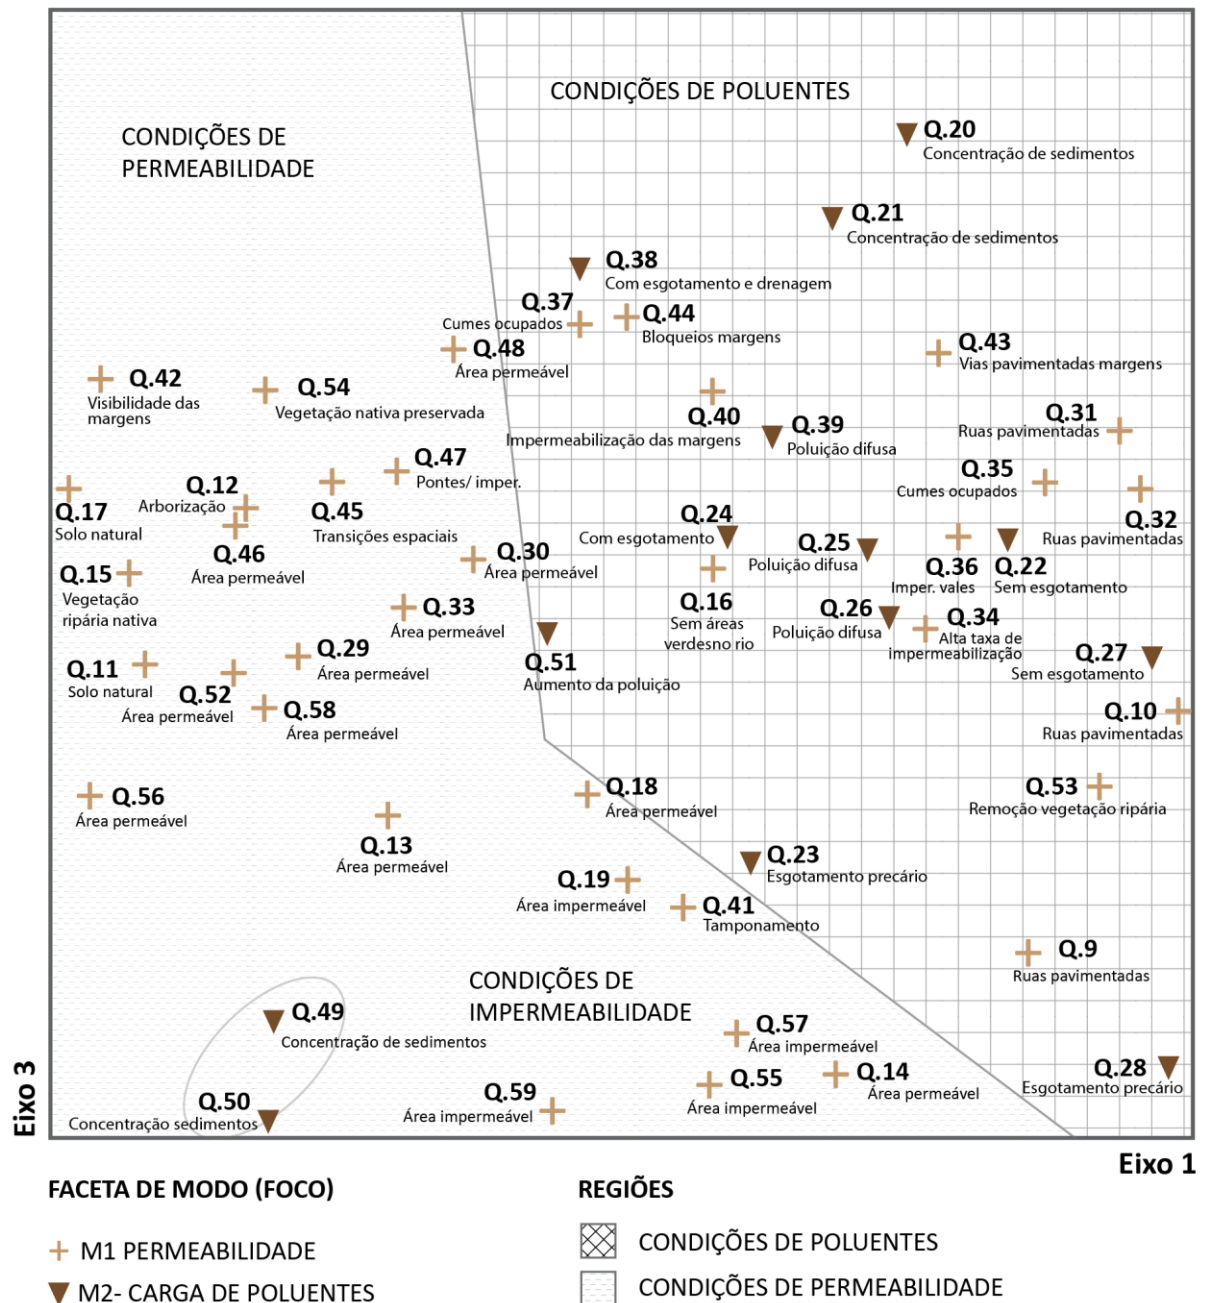 CONDIÇÕES DE POLUENTES
CONDIÇÕES DE
PERMEABILIDADE
Q.20
Concentração de sedimentos
Q.21
Concentração de sedimentos
Q.38
Com esgotamento e drenagem
Q.37
Cumes ocupados
Q.44
Bloqueios margens
Q.48
Área permeável
Q.43
Vias pavimentadas margens
Q.42
Visibilidade das
margens
Q.54
Vegetação nativa preservada
Q.40
Impermeabilização das margens
Q.39
Poluição difusa
Q.31
Ruas pavimentadas
Q.47
Pontes/ imper.
Q.35
Cumes ocupados
Q.12
Arborização
Q.17
Solo natural
Q.45
Transições espaciais
Q.24
Com esgotamento
Q.32
Ruas pavimentadas
Q.46
Área permeável
Q.30
Área permeável
Q.25
Poluição difusa
Q.36
Imper. vales
Q.22
Sem esgotamento
Q.15
Vegetação
ripária nativa
Q.33
Área permeável
Q.16
Sem áreas
verdesno rio
Q.26
Poluição difusa
Q.34
Alta taxa de
impermeabilização
Q.29
Área permeável
Q.51
Aumento da poluição
Q.27
Sem esgotamento
Q.11
Solo natural
Q.52
Área permeável
Q.58
Área permeável
Q.10
Ruas pavimentadas
Q.56
Área permeável
Q.18
Área permeável
Q.53
Remoção vegetação ripária
Q.13
Área permeável
Q.23
Esgotamento precário
Q.19
Área impermeável
Q.41
Tamponamento
Q.9
Ruas pavimentadas
CONDIÇÕES DE
IMPERMEABILIDADE
Q.49
Concentração de sedimentos
Q.57
Área impermeável
Q.28
Esgotamento precário
Q.55
Área impermeável
Q.14
Área permeável
Q.50
Concentração sedimentos
Q.59
Área impermeável
Eixo 3
Eixo 1
FACETA DE MODO (FOCO)
M1 PERMEABILIDADE
M2- CARGA DE POLUENTES
REGIÕES
CONDIÇÕES DE POLUENTES
CONDIÇÕES DE PERMEABILIDADE